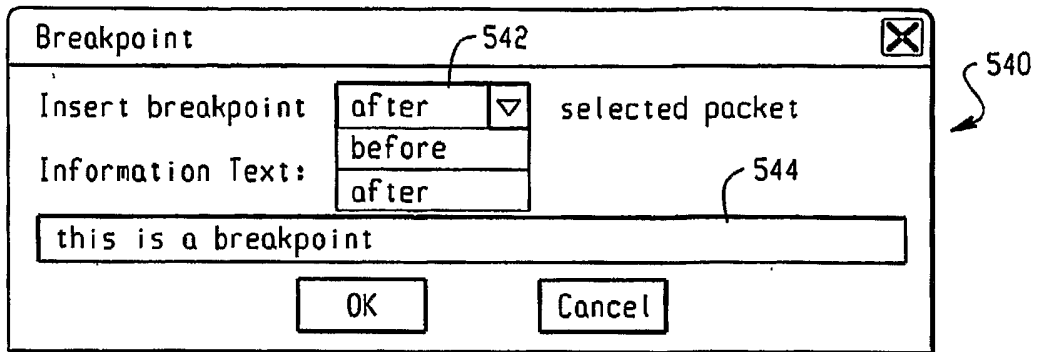 Breakpoint 542
540
Insert breakpoint after selected packet
before
Information Text:
after
544
this is a breakpoint
OK Cancel